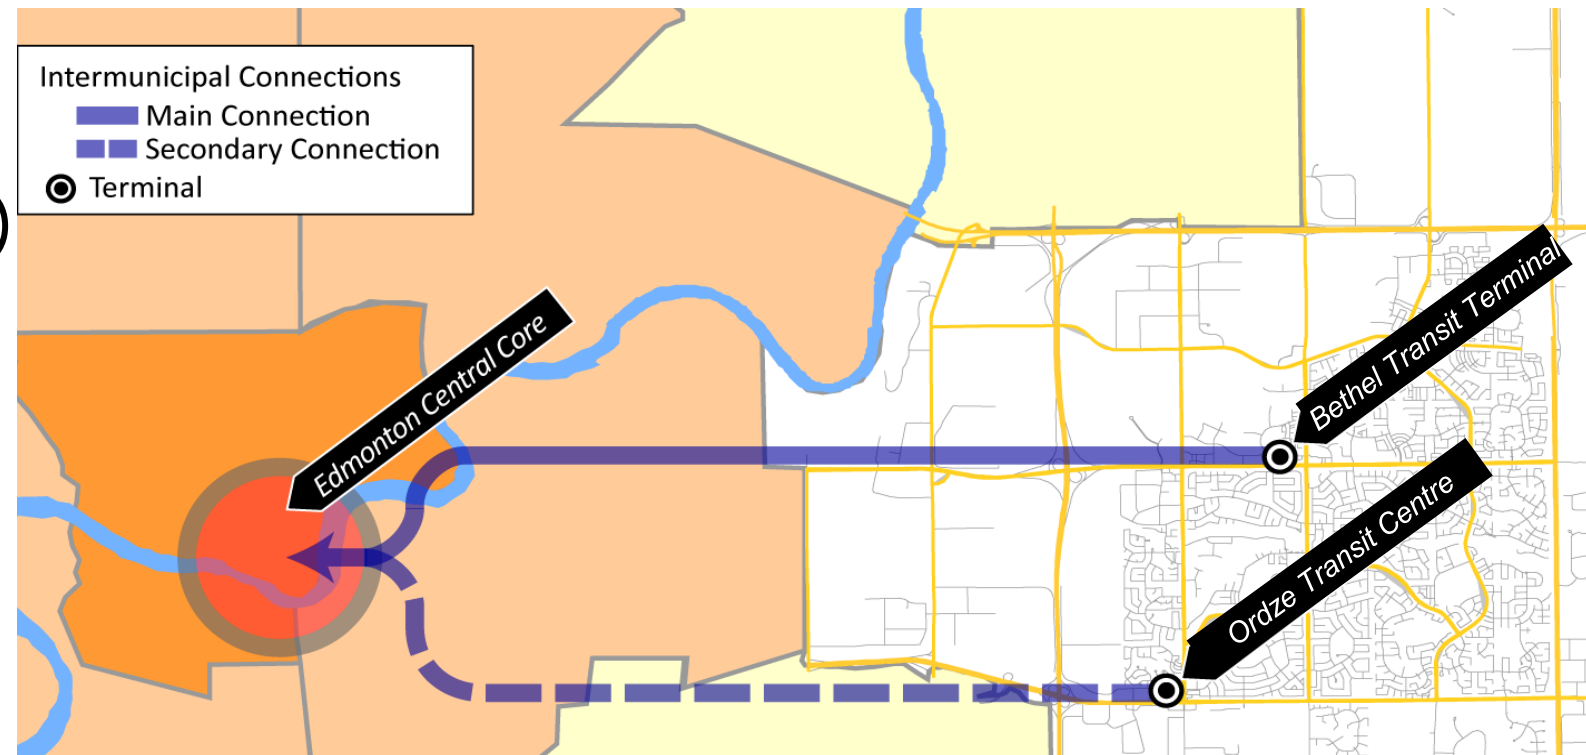 Intermunicipal Connections
Main Connection
Secondary Connection
Terminal
)
Bethel Transit Terminal
Edmonton Central Core
Ordze Transit Centre